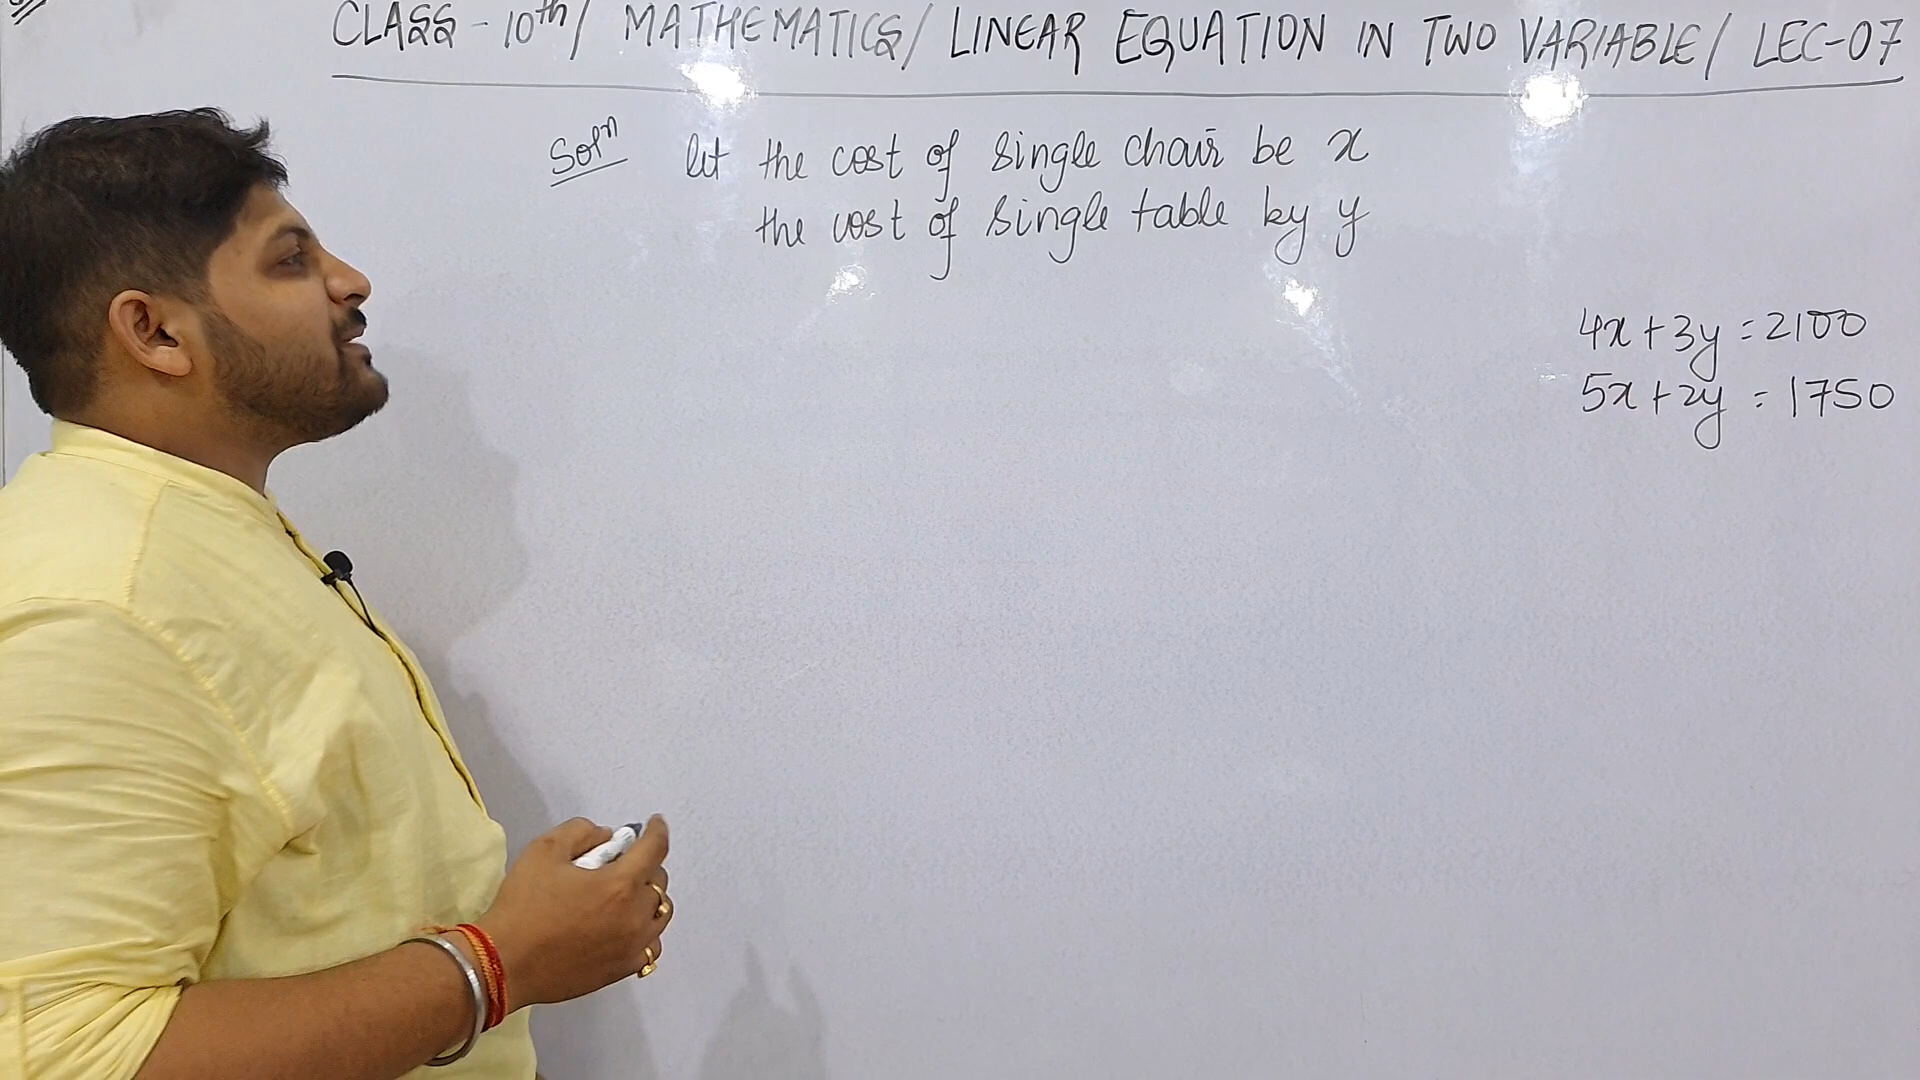 CLASS - 10th / MATHEMATICS / LINEAR EQUATION IN TWO VARIABLE / LEC-07
Solⁿ let the cost of single chair be x
the cost of single table by y
4x + 3y = 2100
5x + 2y = 1750